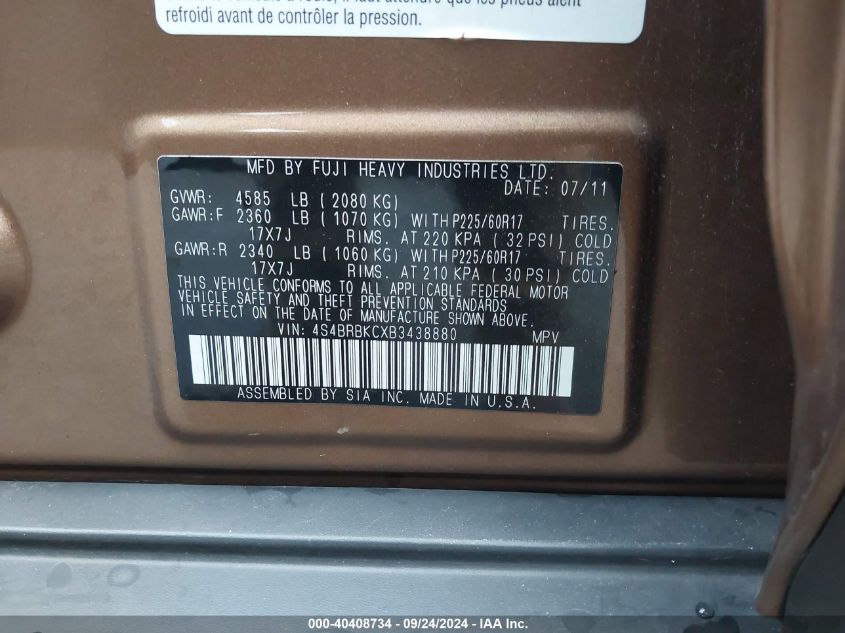 refroidi avant de contrôler la pression.
MFD BY FUJI HEAVY INDUSTRIES LTD.
DATE: 07/11
GVWR: 4585 LB ( 2080 KG)
GAWR:F 2360 LB ( 1070 KG) WITH P225/60R17 TIRES.
17X7J RIMS. AT 220 KPA ( 32 PSI) COLD
GAWR:R 2340 LB ( 1060 KG) WITH P225/60R17 TIRES.
17X7J RIMS. AT 210 KPA ( 30 PSI) COLD
THIS VEHICLE CONFORMS TO ALL APPLICABLE FEDERAL MOTOR
VEHICLE SAFETY AND THEFT PREVENTION STANDARDS
IN EFFECT ON THE DATE OF MANUFACTURE SHOWN ABOVE.
VIN: 4S4BRBKCXB3438880 MPV
ASSEMBLED BY SIA INC. MADE IN U.S.A.
000-40408734 - 09/24/2024 - IAA Inc.